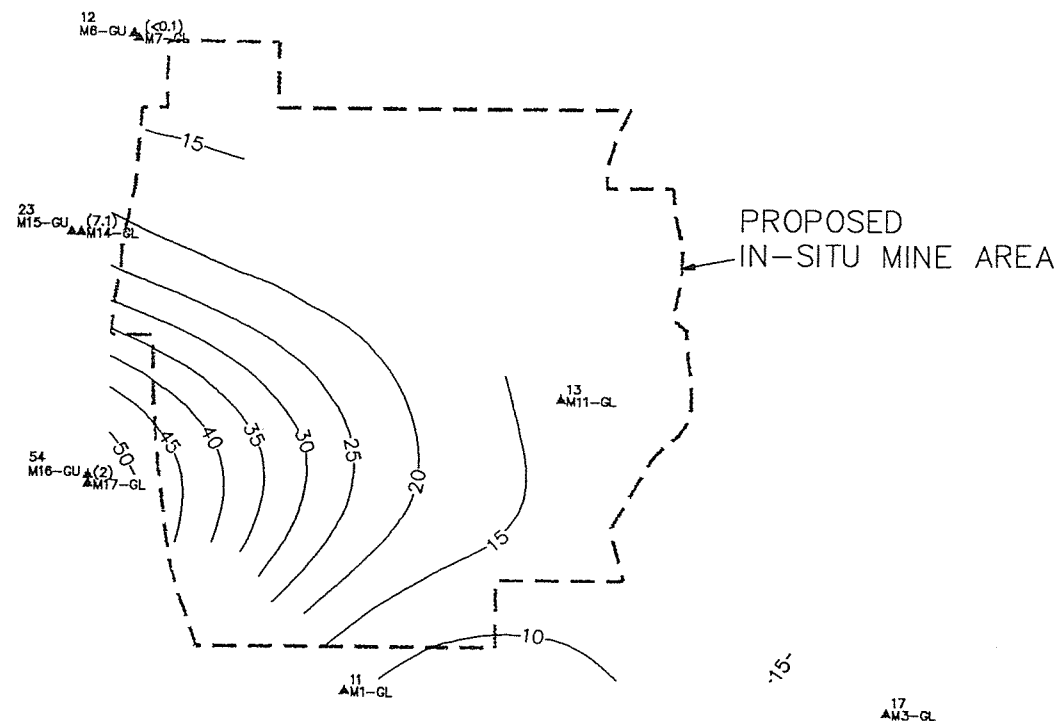 12
M6-GU (<0.1)
M7-GL
15
23
M15-GU (7.1)
M14-GL
PROPOSED
IN-SITU MINE AREA
13
M11-GL
50
45
40
35
30
25
20
15
54
M16-GU (2)
M17-GL
10
11
M1-GL
-15-
17
M3-GL